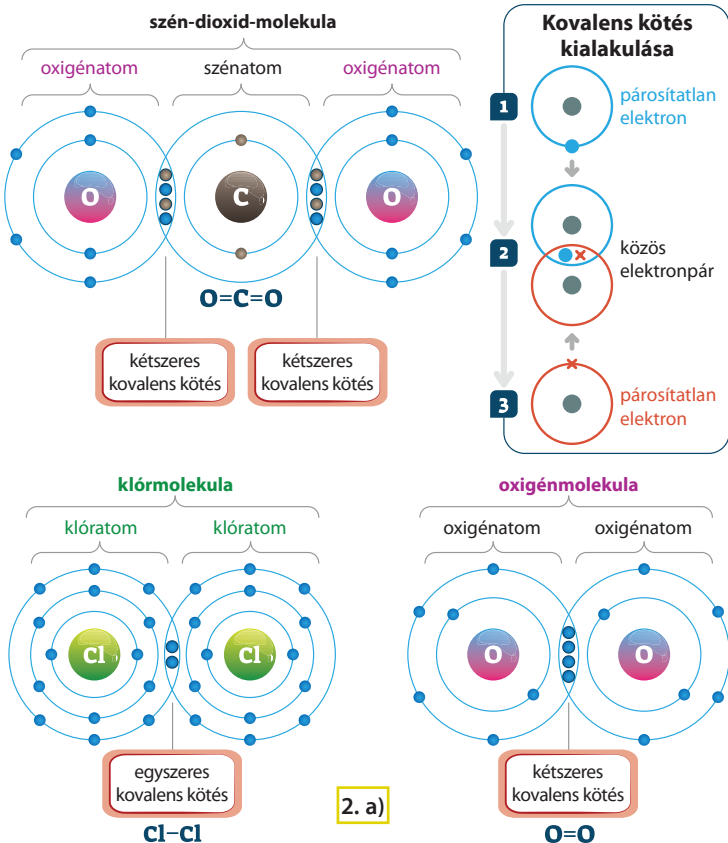 szén-dioxid-molekula
oxigénatom
szénatom
oxigénatom
O
C
O
O=C=O
kétszeres
kovalens kötés
kétszeres
kovalens kötés
Kovalens kötés
kialakulása
1
párosítatlan
elektron
2
közös
elektronpár
3
párosítatlan
elektron
klórmolekula
klóratom
klóratom
Cl
Cl
egyszeres
kovalens kötés
Cl–Cl
2. a)
oxigénmolekula
oxigénatom
oxigénatom
O
O
kétszeres
kovalens kötés
O=O